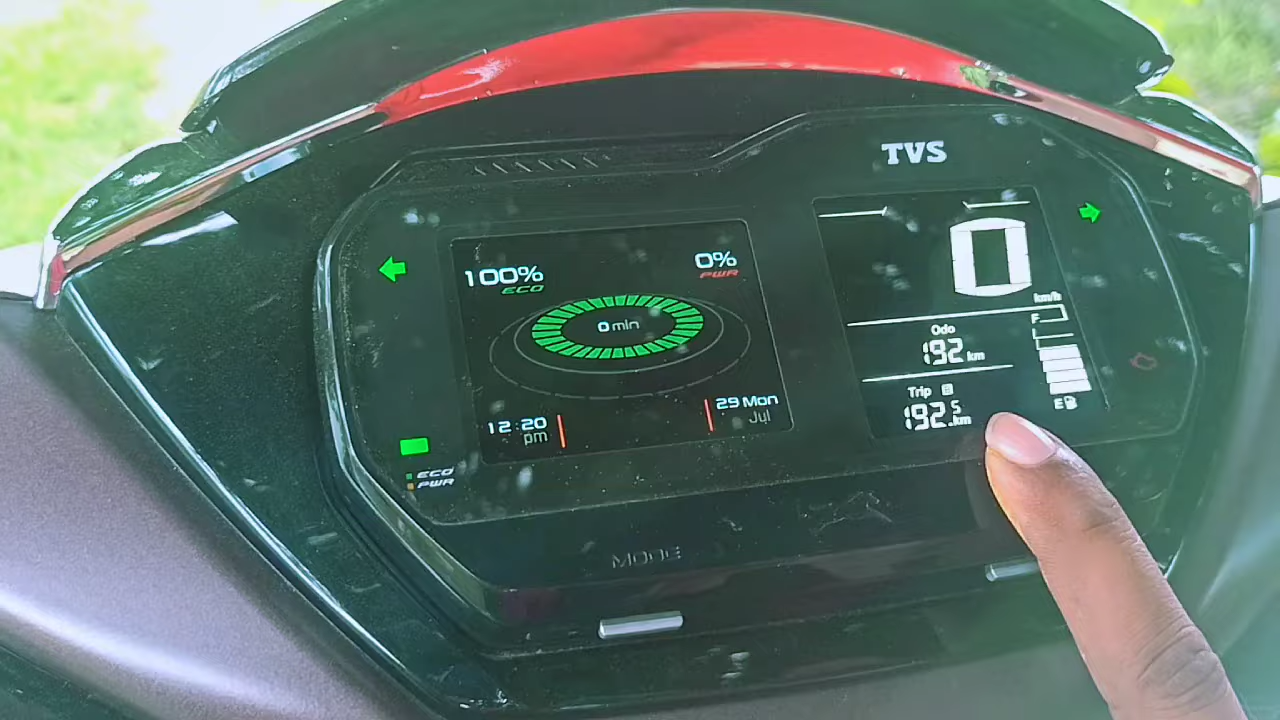 TVS
100%
ECO
0%
PWR
0 min
12:20
pm
29 Mon
Jul
ECO
PWR
km/h
F
Odo
192 km
Trip B
192.5 km
E
MODE